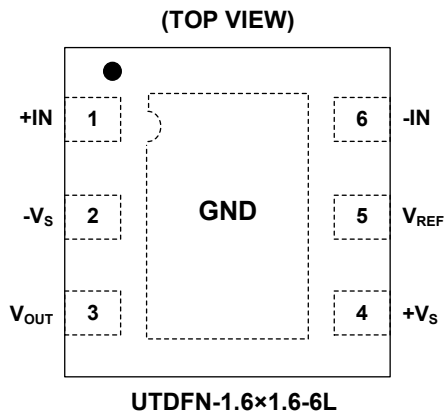 (TOP VIEW)
+IN 1 6 -IN
-VS 2 GND 5 VREF
VOUT 3 4 +VS
UTDFN-1.6×1.6-6L